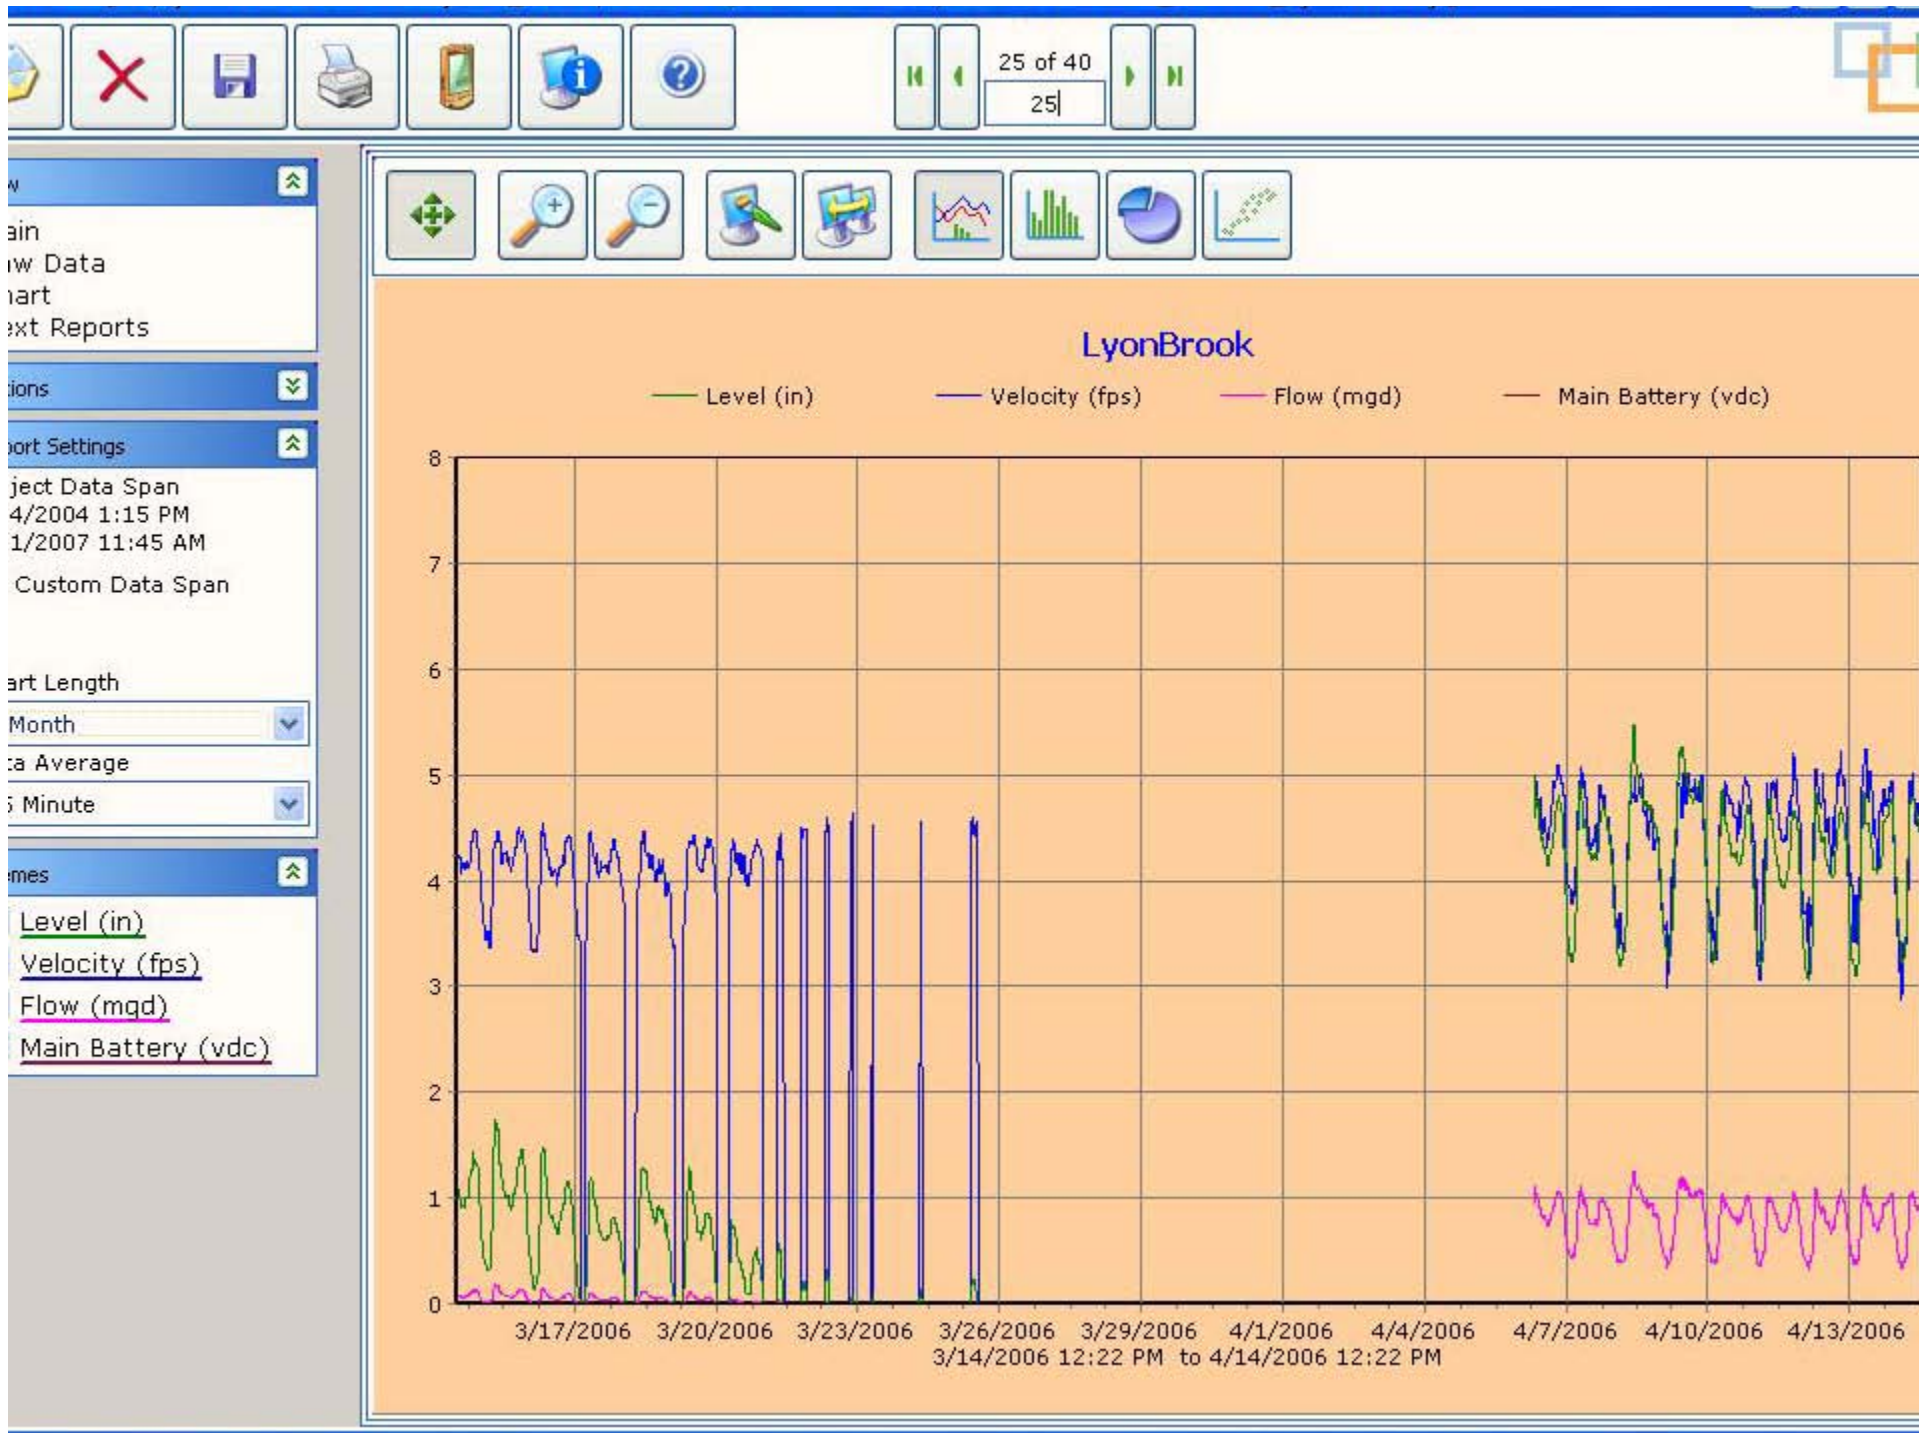 25 of 40
25
ain
w Data
art
ext Reports
ions
ort Settings
ject Data Span
4/2004 1:15 PM
1/2007 11:45 AM
Custom Data Span
art Length
Month
a Average
5 Minute
mes
Level (in)
Velocity (fps)
Flow (mgd)
Main Battery (vdc)
LyonBrook
Level (in) Velocity (fps) Flow (mgd) Main Battery (vdc)
8
7
6
5
4
3
2
1
0
3/17/2006 3/20/2006 3/23/2006 3/26/2006 3/29/2006 4/1/2006 4/4/2006 4/7/2006 4/10/2006 4/13/2006
3/14/2006 12:22 PM to 4/14/2006 12:22 PM